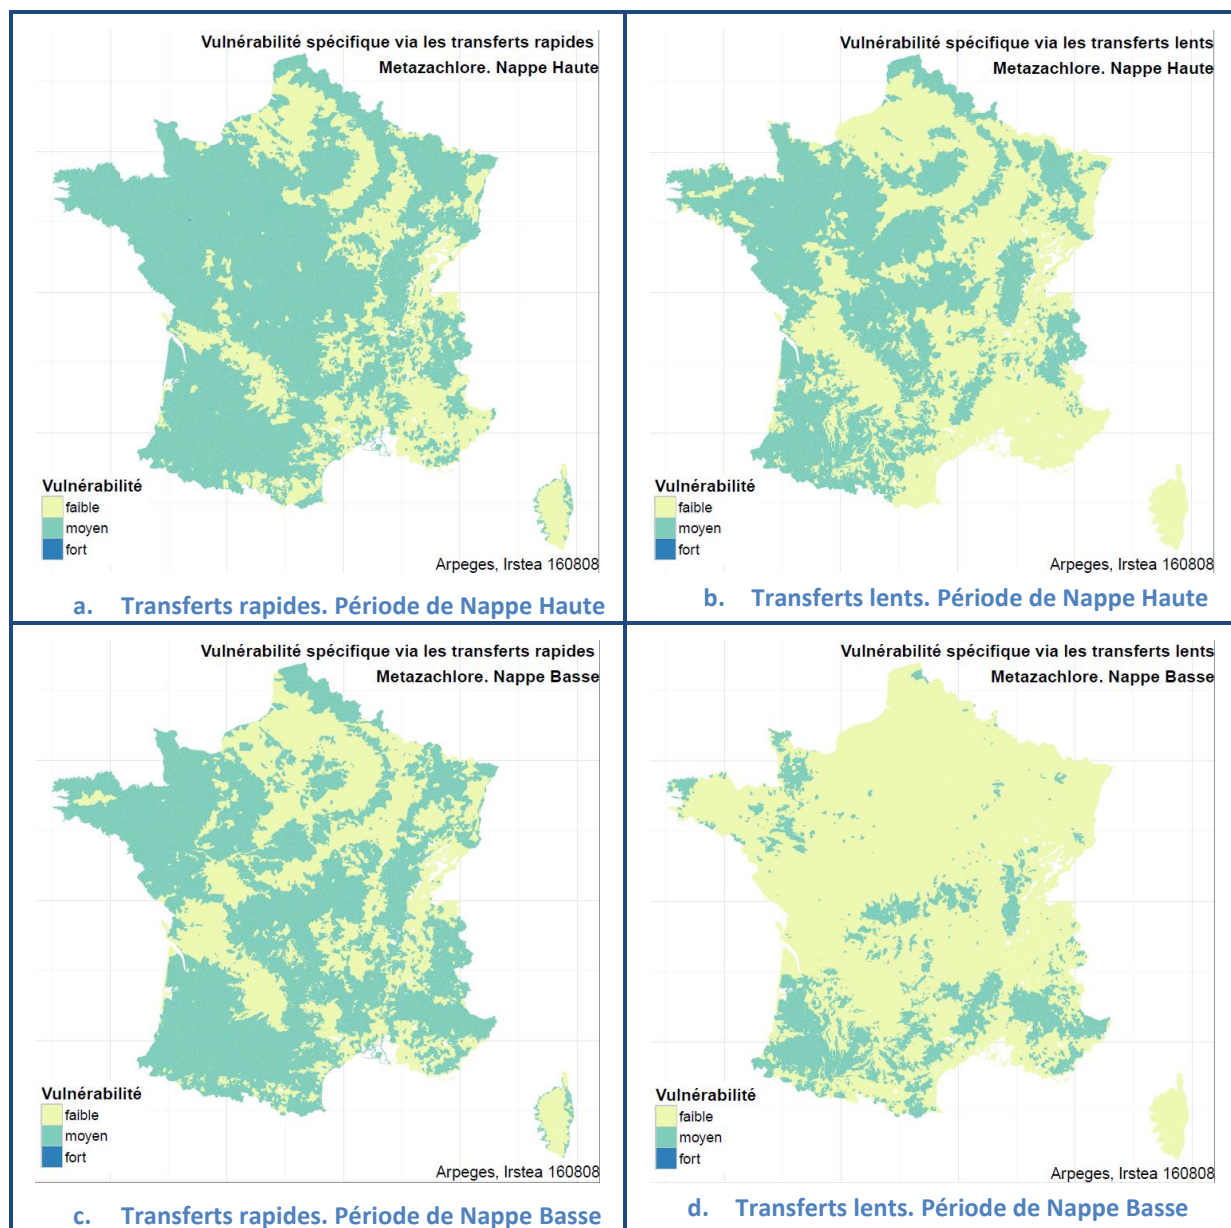 Vulnérabilité spécifique via les transferts rapides
Metazachlore. Nappe Haute
Vulnérabilité
faible
moyen
fort
Arpeges, Irstea 160808
a. Transferts rapides. Période de Nappe Haute
Vulnérabilité spécifique via les transferts lents
Metazachlore. Nappe Haute
Vulnérabilité
faible
moyen
fort
Arpeges, Irstea 160808
b. Transferts lents. Période de Nappe Haute
Vulnérabilité spécifique via les transferts rapides
Metazachlore. Nappe Basse
Vulnérabilité
faible
moyen
fort
Arpeges, Irstea 160808
c. Transferts rapides. Période de Nappe Basse
Vulnérabilité spécifique via les transferts lents
Metazachlore. Nappe Basse
Vulnérabilité
faible
moyen
fort
Arpeges, Irstea 160808
d. Transferts lents. Période de Nappe Basse